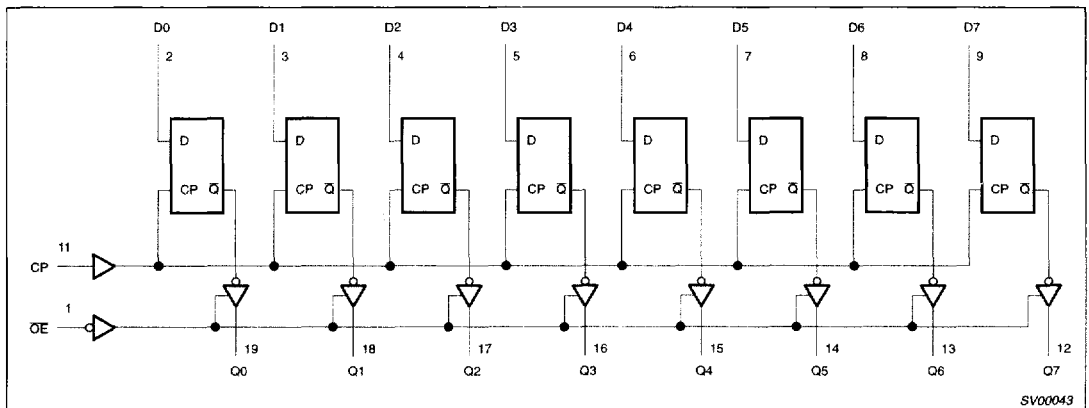 D0 D1 D2 D3 D4 D5 D6 D7
2 3 4 5 6 7 8 9
D D D D D D D D
CP Q̅ CP Q̅ CP Q̅ CP Q̅ CP Q̅ CP Q̅ CP Q̅ CP Q̅
11
CP
1
O̅E̅
19 18 17 16 15 14 13 12
Q0 Q1 Q2 Q3 Q4 Q5 Q6 Q7
SV00043